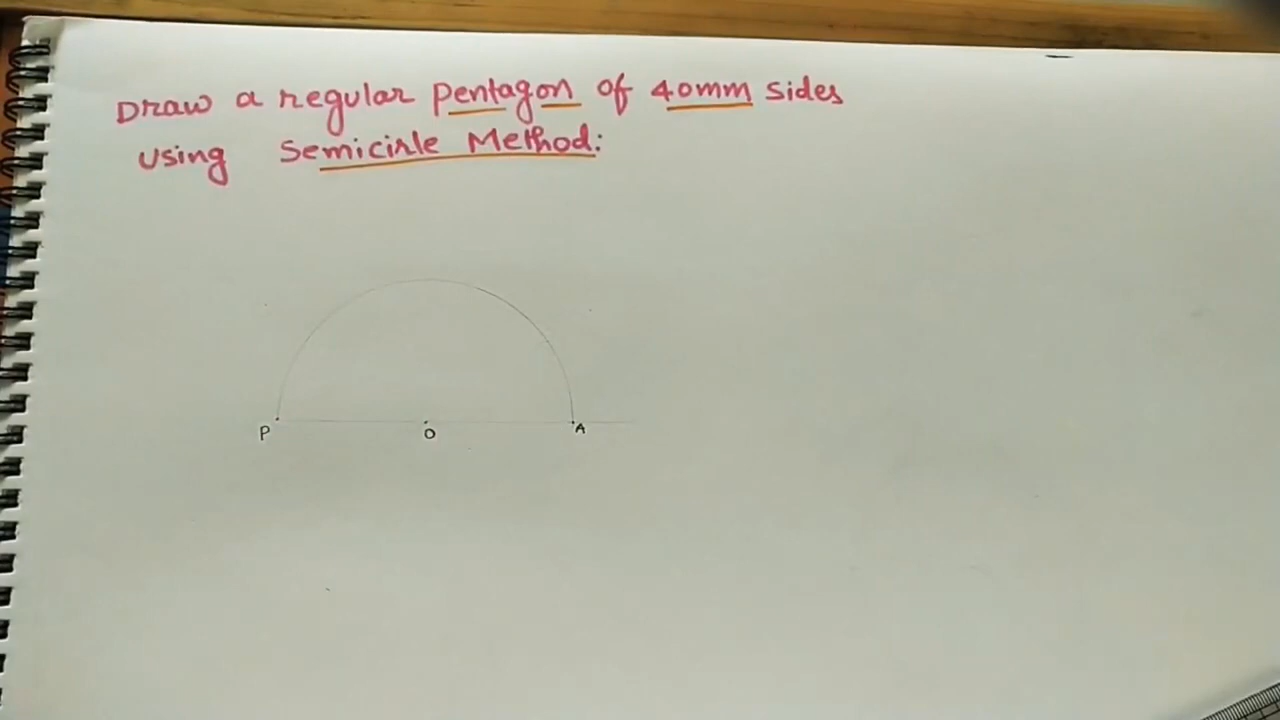 Draw a regular pentagon of 40mm sides
using Semicirle Method:
P O A